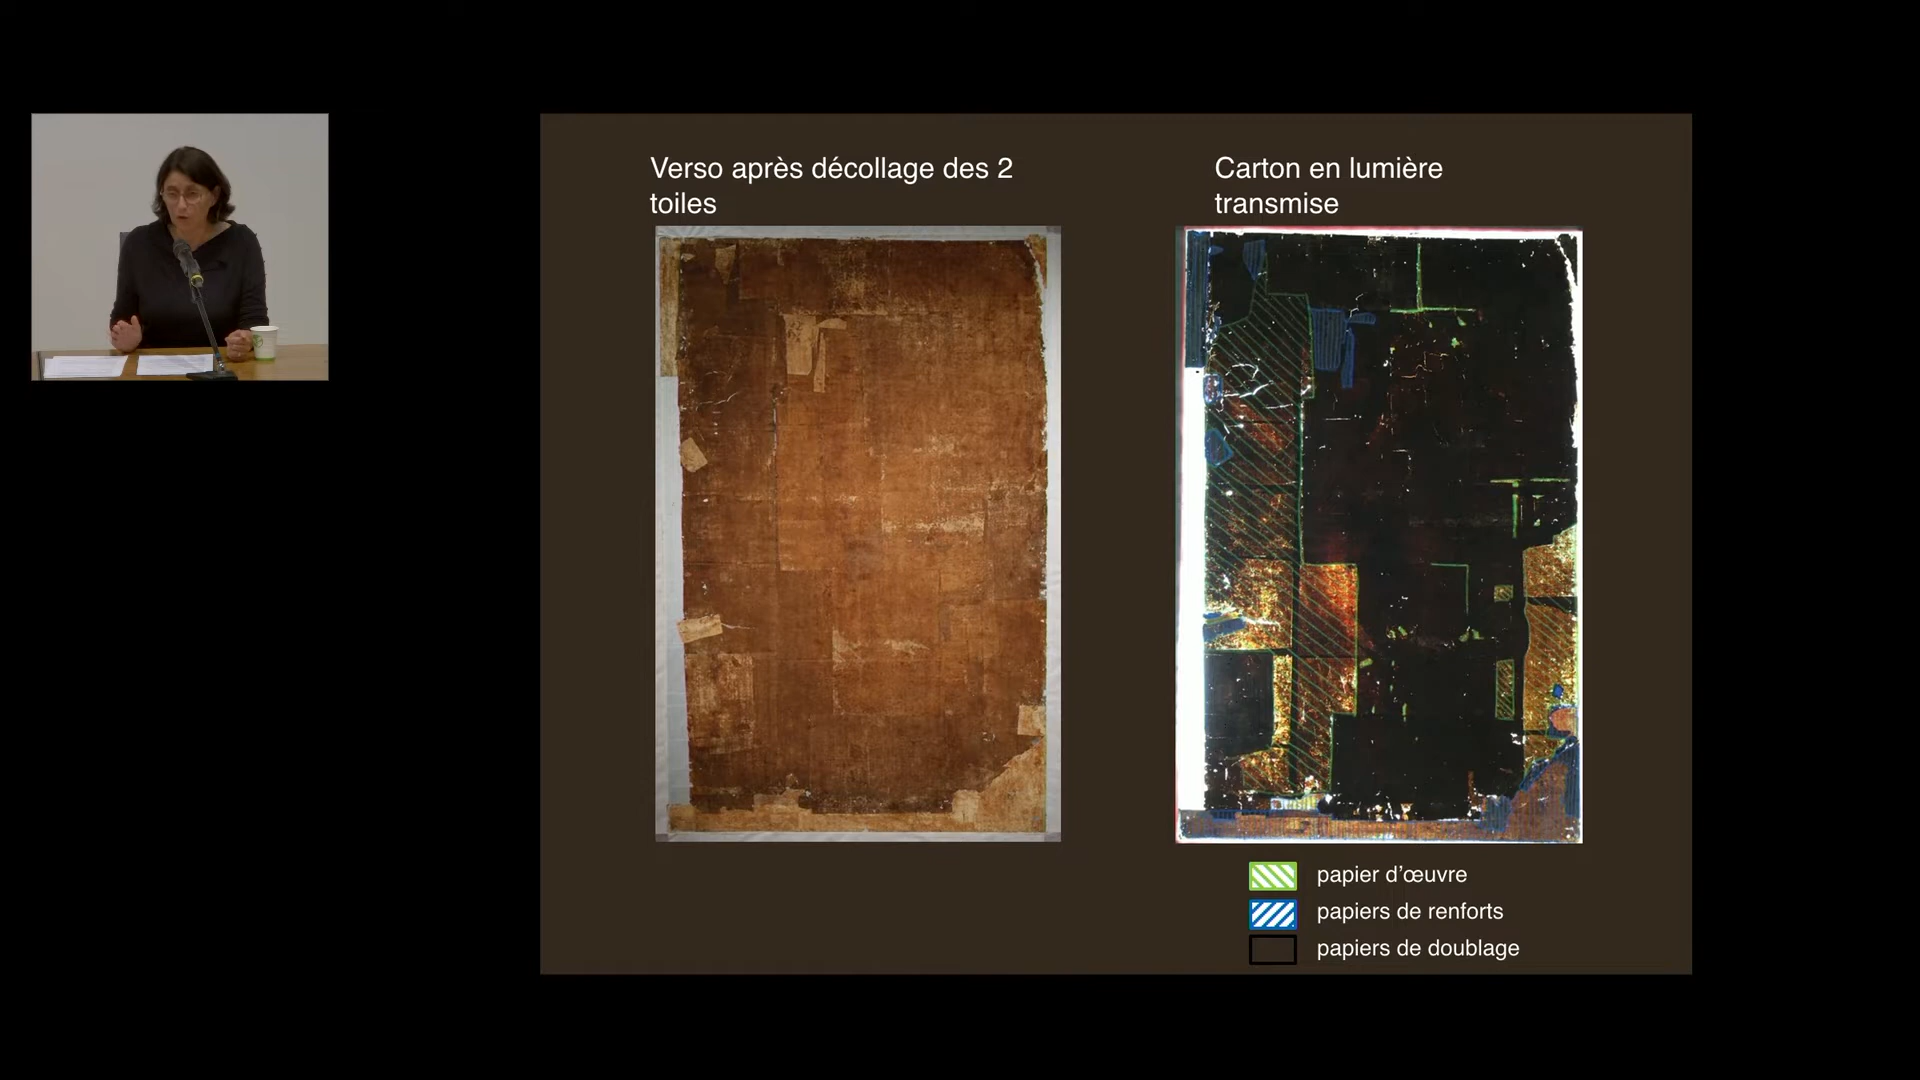 Verso après décollage des 2
toiles
Carton en lumière
transmise
papier d'œuvre
papiers de renforts
papiers de doublage